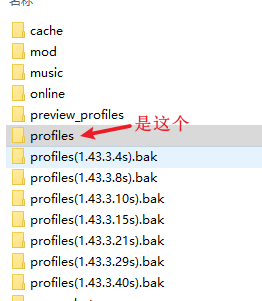 名称
cache
mod
music
online
preview_profiles
profiles
是这个
profiles(1.43.3.4s).bak
profiles(1.43.3.8s).bak
profiles(1.43.3.10s).bak
profiles(1.43.3.15s).bak
profiles(1.43.3.21s).bak
profiles(1.43.3.29s).bak
profiles(1.43.3.40s).bak